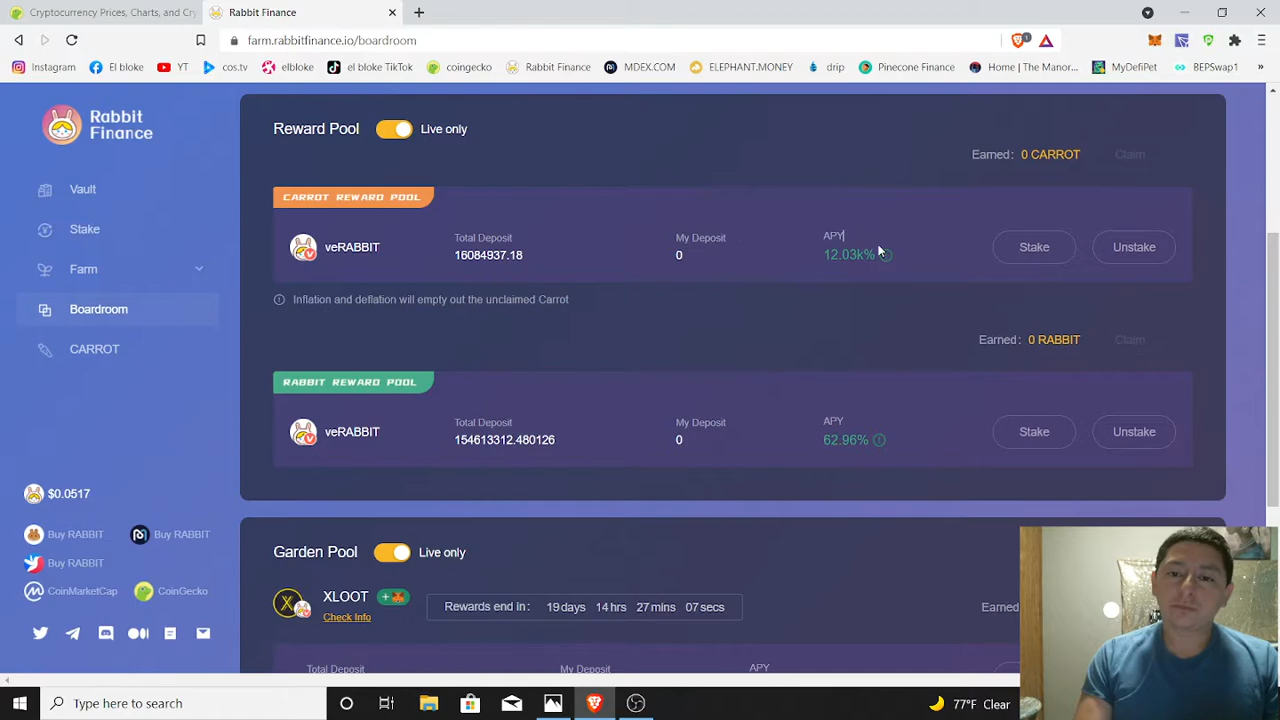 Cryptocurrency Prices, Charts, and Cry
Rabbit Finance
farm.rabbitfinance.io/boardroom
1
Instagram
Facebook
El bloke
YT
cos.tv
elbloke
el bloke TikTok
coingecko
Rabbit Finance
MDEX.COM
ELEPHANT.MONEY
drip
Pinecone Finance
Home | The Manor...
MyDefiPet
BEPSwap1
Rabbit
Finance
Vault
Stake
Farm
Boardroom
CARROT
$0.0517
Buy RABBIT
Buy RABBIT
Buy RABBIT
CoinMarketCap
CoinGecko
Reward Pool
Live only
Earned: 0 CARROT
Claim
CARROT REWARD POOL
veRABBIT
Total Deposit
16084937.18
My Deposit
0
APY
12.03k%
Stake
Unstake
Inflation and deflation will empty out the unclaimed Carrot
Earned: 0 RABBIT
Claim
RABBIT REWARD POOL
veRABBIT
Total Deposit
154613312.480126
My Deposit
0
APY
62.96%
Stake
Unstake
Garden Pool
Live only
XLOOT
Check Info
Rewards end in: 19days 14hrs 27mins 07secs
Earned
Total Deposit
My Deposit
APY
Type here to search
77°F Clear